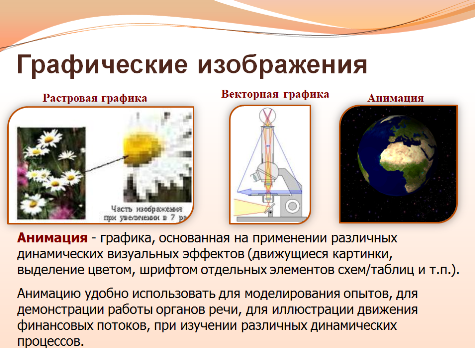 Графические изображения
Растровая графика
Векторная графика
Анимация
Часть изображения
при увеличении в 7 ра
Анимация - графика, основанная на применении различных
динамических визуальных эффектов (движущиеся картинки,
выделение цветом, шрифтом отдельных элементов схем/таблиц и т.п.).
Анимацию удобно использовать для моделирования опытов, для
демонстрации работы органов речи, для иллюстрации движения
финансовых потоков, при изучении различных динамических
процессов.